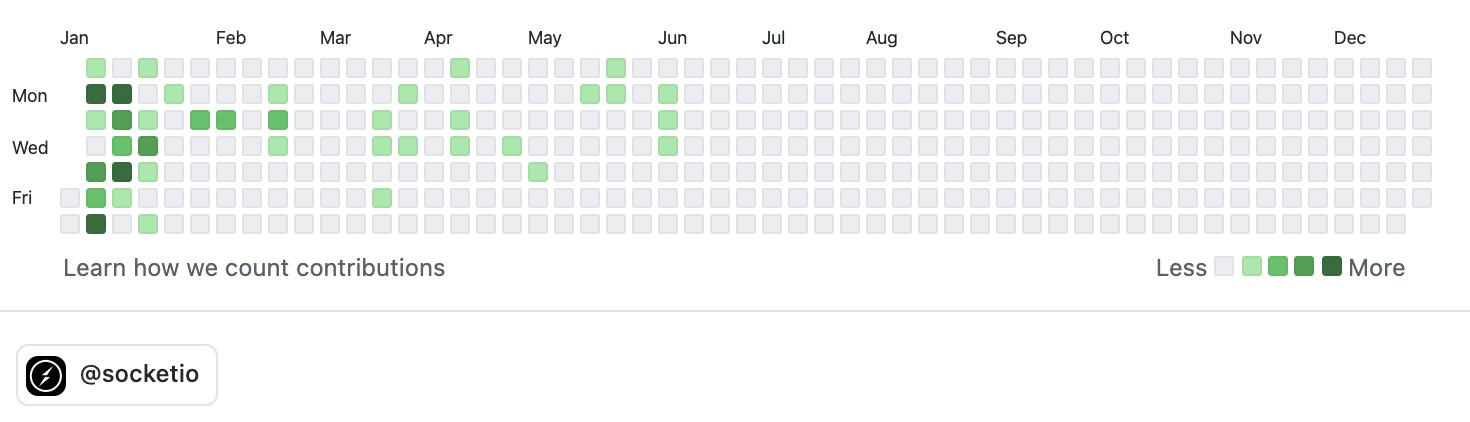 Jan Feb Mar Apr May Jun Jul Aug Sep Oct Nov Dec
Mon
Wed
Fri
Learn how we count contributions Less More
@socketio